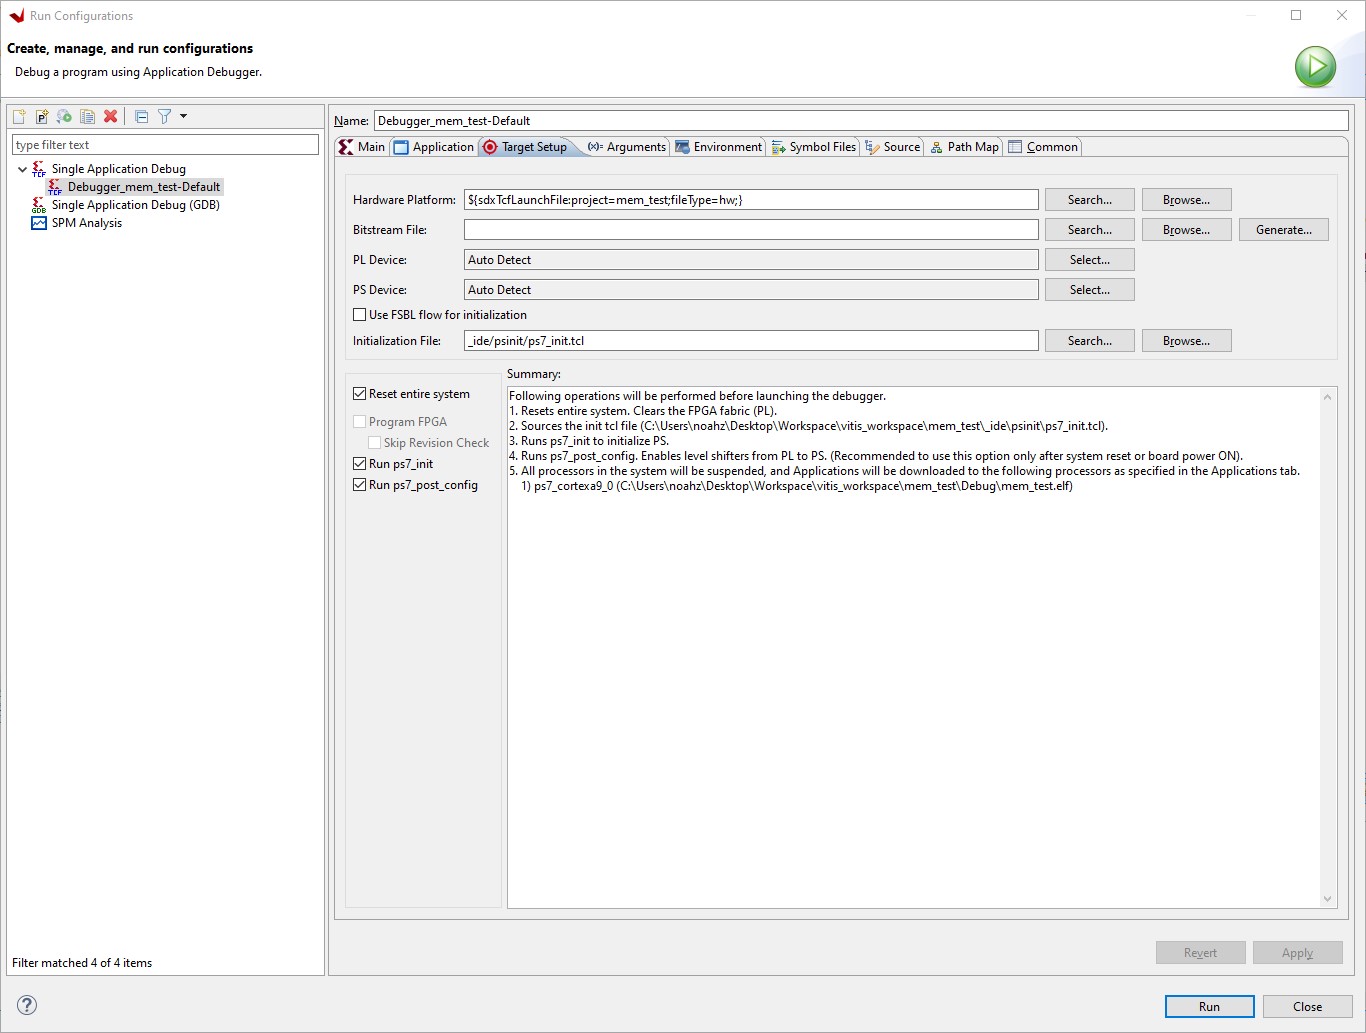 Run Configurations
Create, manage, and run configurations
Debug a program using Application Debugger.
type filter text
Single Application Debug
Debugger_mem_test-Default
Single Application Debug (GDB)
SPM Analysis
Filter matched 4 of 4 items
Name: Debugger_mem_test-Default
Main Application Target Setup (x)= Arguments Environment Symbol Files Source Path Map Common
Hardware Platform: ${sdxTcfLaunchFile:project=mem_test;fileType=hw;} Search... Browse...
Bitstream File: Search... Browse... Generate...
PL Device: Auto Detect Select...
PS Device: Auto Detect Select...
Use FSBL flow for initialization
Initialization File: _ide/psinit/ps7_init.tcl Search... Browse...
Reset entire system
Program FPGA
Skip Revision Check
Run ps7_init
Run ps7_post_config
Summary:
Following operations will be performed before launching the debugger.
1. Resets entire system. Clears the FPGA fabric (PL).
2. Sources the init tcl file (C:\Users\noahz\Desktop\Workspace\vitis_workspace\mem_test\_ide\psinit\ps7_init.tcl).
3. Runs ps7_init to initialize PS.
4. Runs ps7_post_config. Enables level shifters from PL to PS. (Recommended to use this option only after system reset or board power ON).
5. All processors in the system will be suspended, and Applications will be downloaded to the following processors as specified in the Applications tab.
1) ps7_cortexa9_0 (C:\Users\noahz\Desktop\Workspace\vitis_workspace\mem_test\Debug\mem_test.elf)
Revert Apply
? Run Close